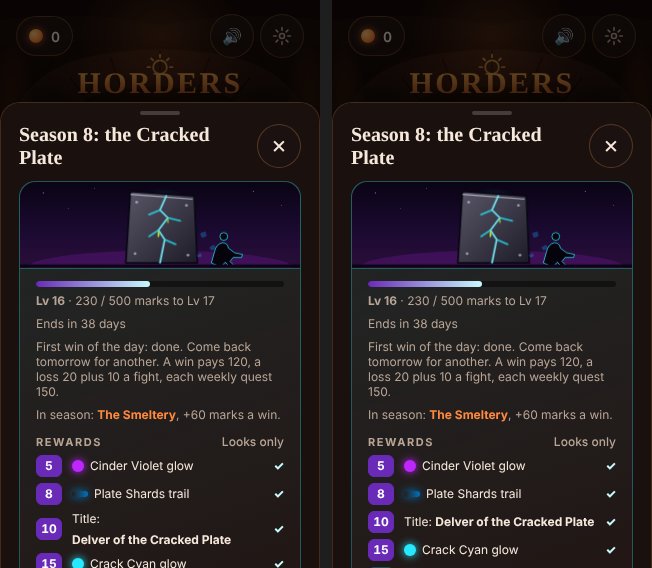 0
HORDERS
Season 8: the Cracked
Plate
Lv 16 · 230 / 500 marks to Lv 17
Ends in 38 days
First win of the day: done. Come back
tomorrow for another. A win pays 120, a
loss 20 plus 10 a fight, each weekly quest
150.
In season: The Smeltery, +60 marks a win.
REWARDS Looks only
5 Cinder Violet glow
8 Plate Shards trail
10 Title:
Delver of the Cracked Plate
15 Crack Cyan glow
0
HORDERS
Season 8: the Cracked
Plate
Lv 16 · 230 / 500 marks to Lv 17
Ends in 38 days
First win of the day: done. Come back
tomorrow for another. A win pays 120, a
loss 20 plus 10 a fight, each weekly quest
150.
In season: The Smeltery, +60 marks a win.
REWARDS Looks only
5 Cinder Violet glow
8 Plate Shards trail
10 Title: Delver of the Cracked Plate
15 Crack Cyan glow